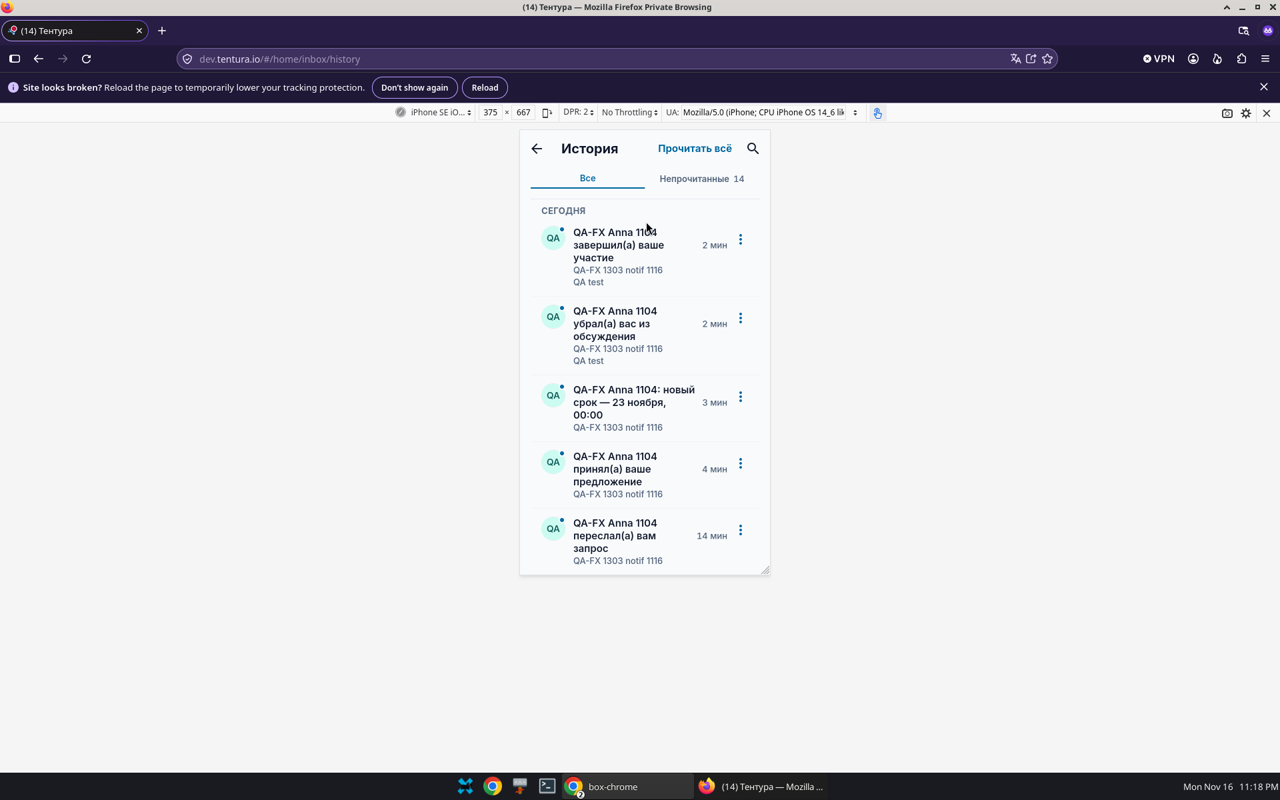 (14) Тентура — Mozilla Firefox Private Browsing
(14) Тентура
dev.tentura.io/#/home/inbox/history
VPN
Site looks broken? Reload the page to temporarily lower your tracking protection.
Don't show again
Reload
iPhone SE iO...
375 × 667
DPR: 2
No Throttling
UA: Mozilla/5.0 (iPhone; CPU iPhone OS 14_6 lik
История
Прочитать всё
Все
Непрочитанные 14
СЕГОДНЯ
QA
QA-FX Anna 1104
завершил(а) ваше
участие
2 мин
QA-FX 1303 notif 1116
QA test
QA
QA-FX Anna 1104
убрал(а) вас из
обсуждения
2 мин
QA-FX 1303 notif 1116
QA test
QA
QA-FX Anna 1104: новый
срок — 23 ноября,
00:00
3 мин
QA-FX 1303 notif 1116
QA
QA-FX Anna 1104
принял(а) ваше
предложение
4 мин
QA-FX 1303 notif 1116
QA
QA-FX Anna 1104
переслал(а) вам
запрос
14 мин
QA-FX 1303 notif 1116
2
box-chrome
(14) Тентура — Mozilla ...
Mon Nov 16 11:18 PM